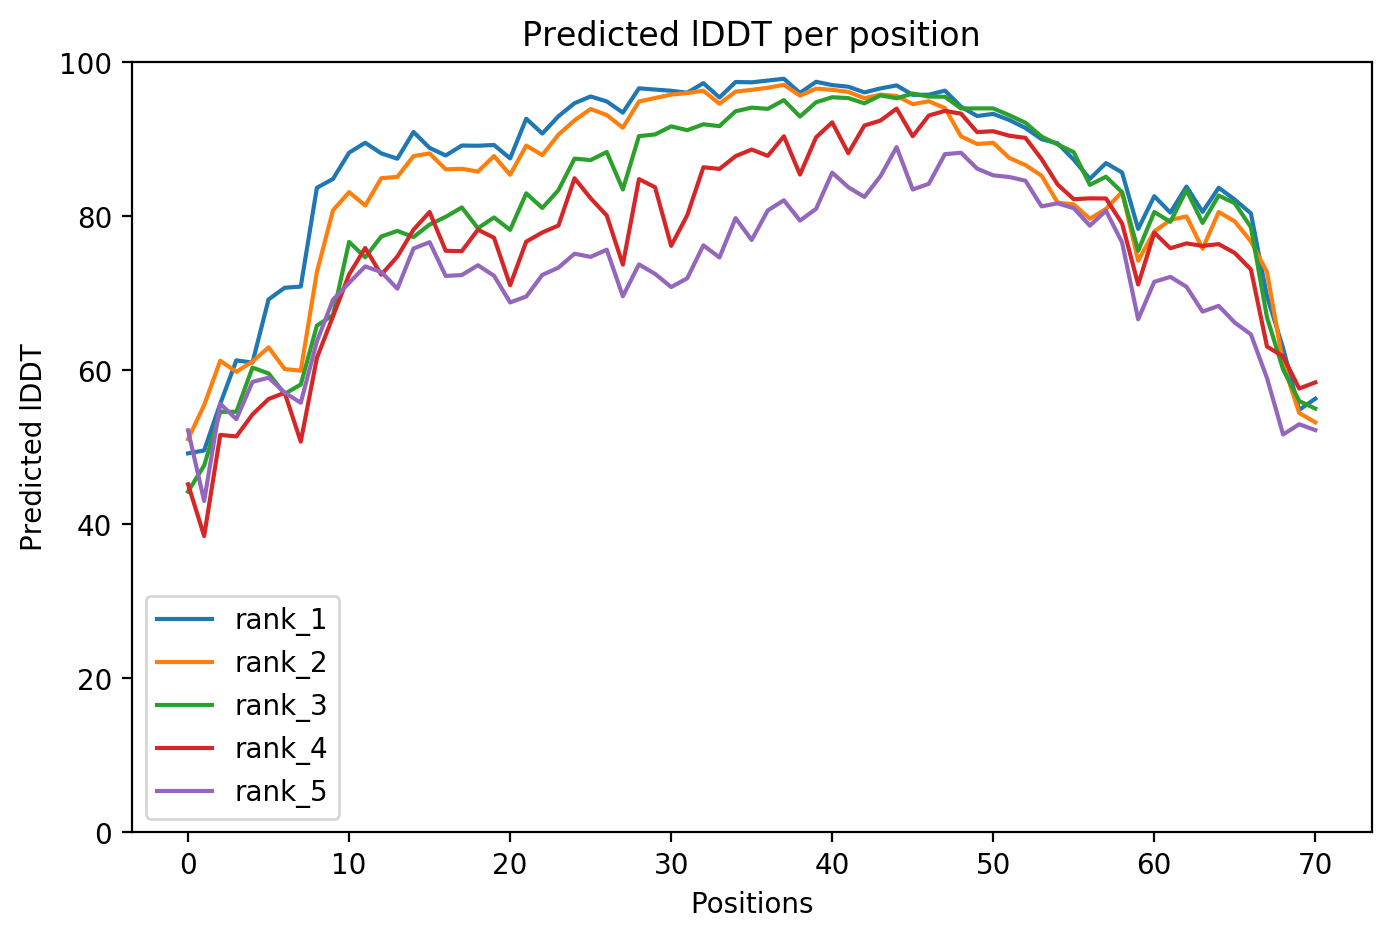 Predicted lDDT per position
100
80
60
40
20
0
Predicted lDDT
rank_1
rank_2
rank_3
rank_4
rank_5
0 10 20 30 40 50 60 70
Positions